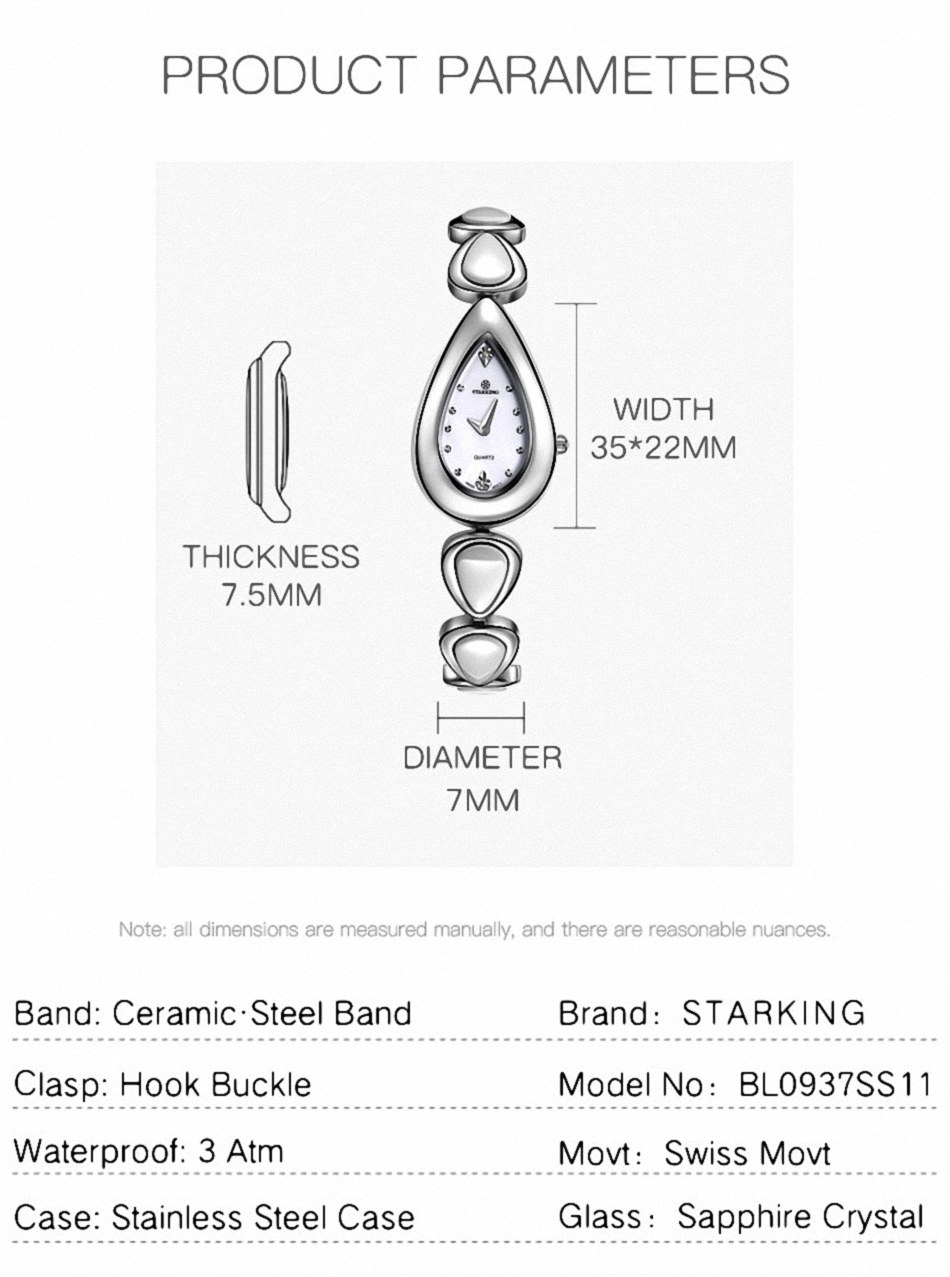 PRODUCT PARAMETERS
STARKING
QUARTZ
WIDTH
35*22MM
THICKNESS
7.5MM
DIAMETER
7MM
Note: all dimensions are measured manually, and there are reasonable nuances.
Band: Ceramic·Steel Band
Brand: STARKING
Clasp: Hook Buckle
Model No: BL0937SS11
Waterproof: 3 Atm
Movt: Swiss Movt
Case: Stainless Steel Case
Glass: Sapphire Crystal